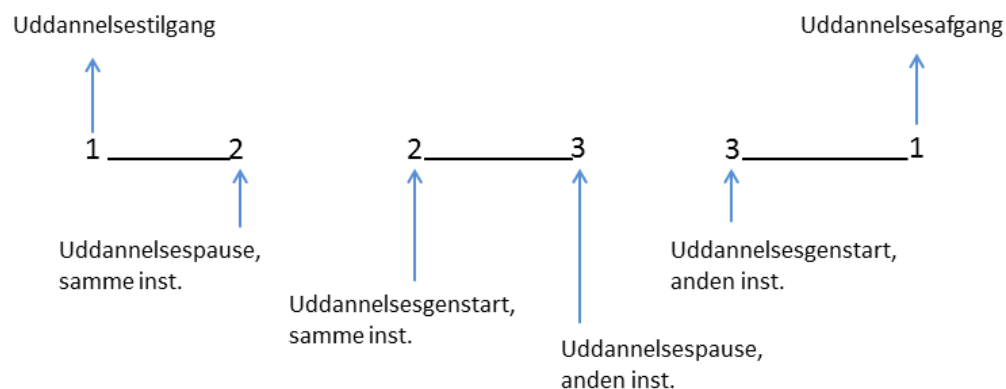 Uddannelsestilgang
Uddannelsesafgang
1 2 2 3 3 1
Uddannelsespause,
samme inst.
Uddannelsesgenstart,
samme inst.
Uddannelsespause,
anden inst.
Uddannelsesgenstart,
anden inst.